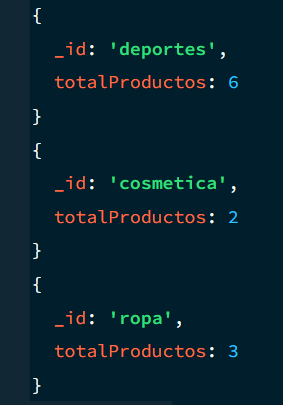 {
  _id: 'deportes',
  totalProductos: 6
}
{
  _id: 'cosmetica',
  totalProductos: 2
}
{
  _id: 'ropa',
  totalProductos: 3
}